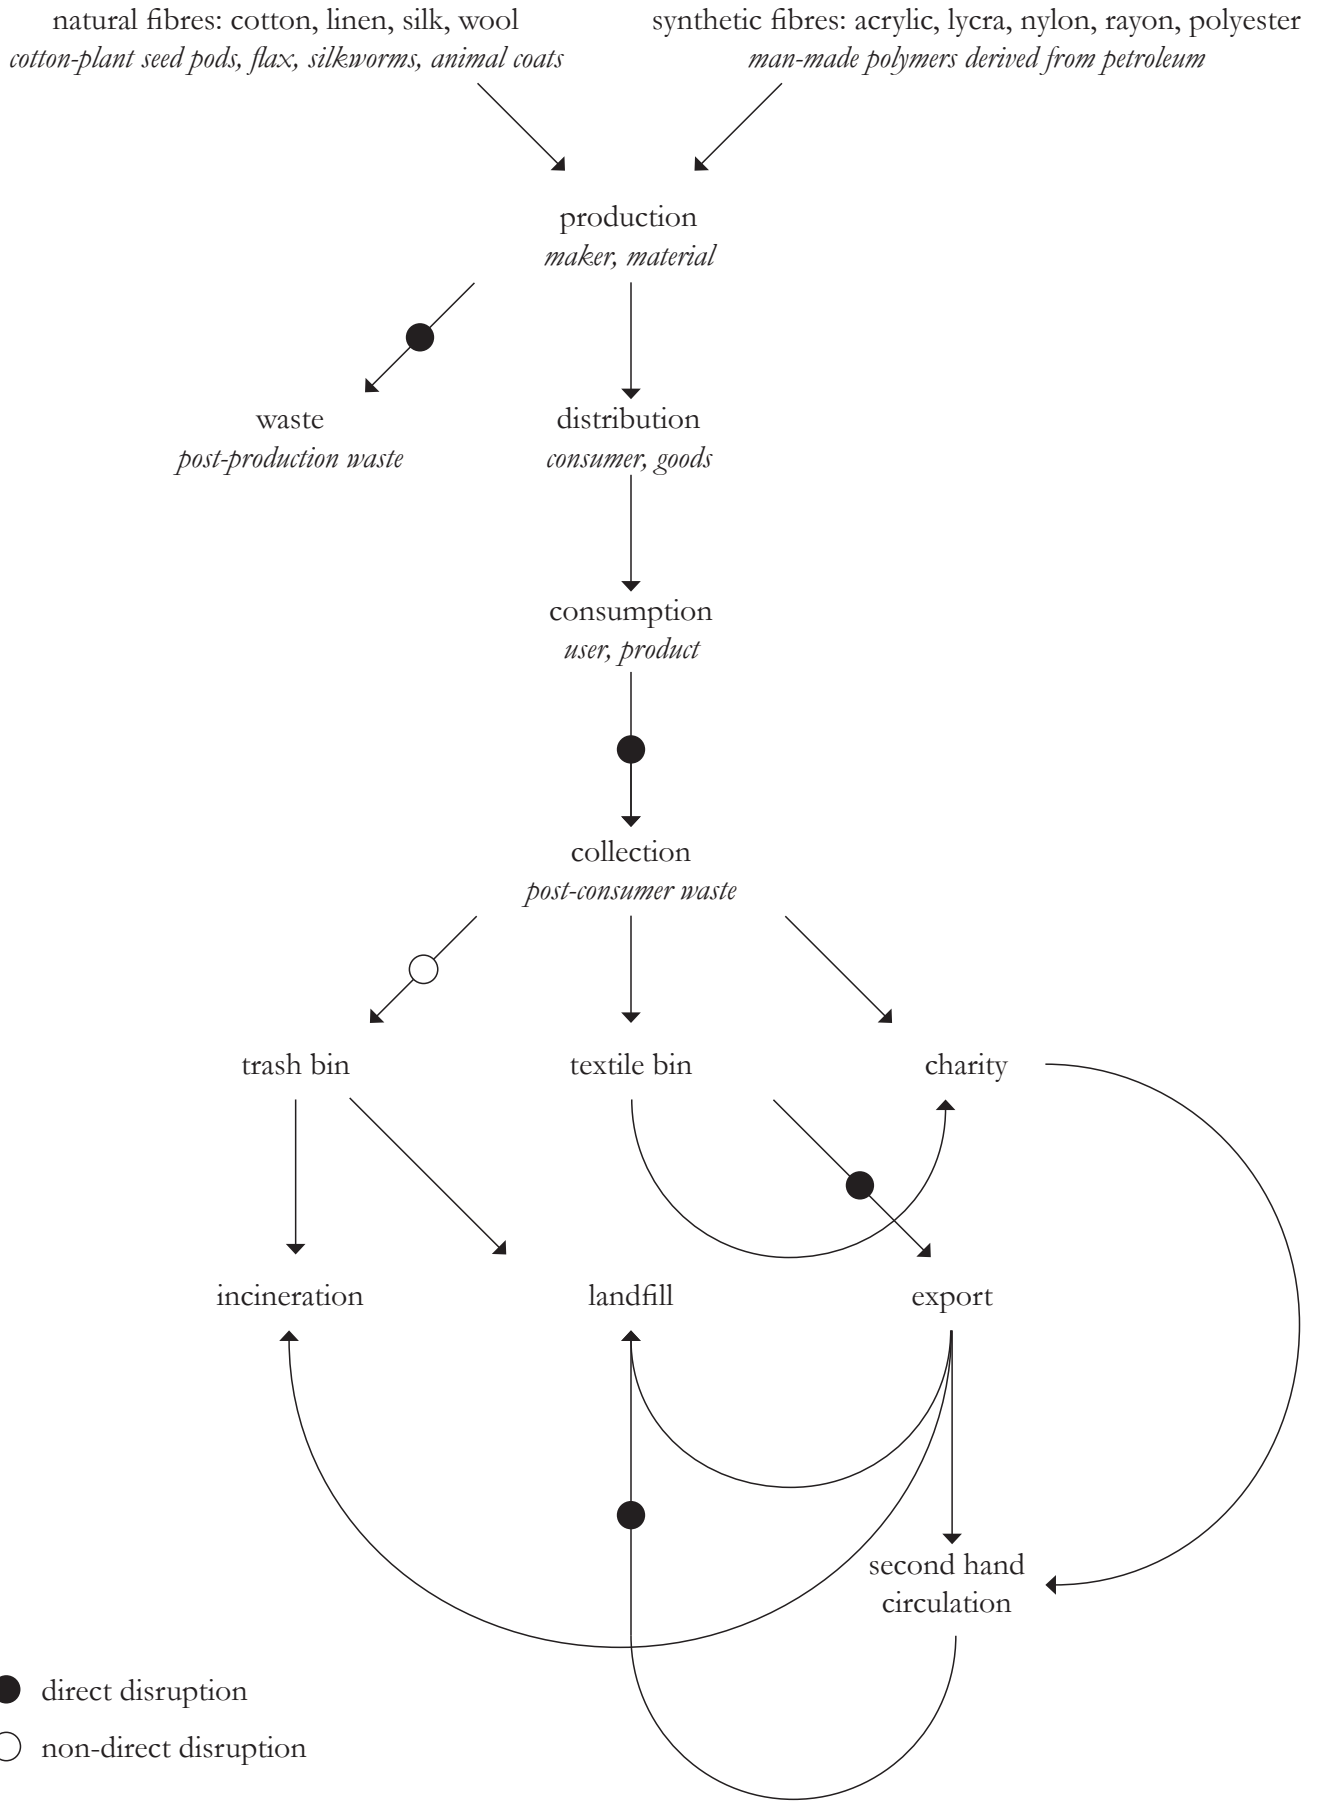 natural fibres: cotton, linen, silk, wool
cotton-plant seed pods, flax, silkworms, animal coats
synthetic fibres: acrylic, lycra, nylon, rayon, polyester
man-made polymers derived from petroleum
production
maker, material
waste
post-production waste
distribution
consumer, goods
consumption
user, product
collection
post-consumer waste
trash bin
textile bin
charity
incineration
landfill
export
second hand
circulation
direct disruption
non-direct disruption